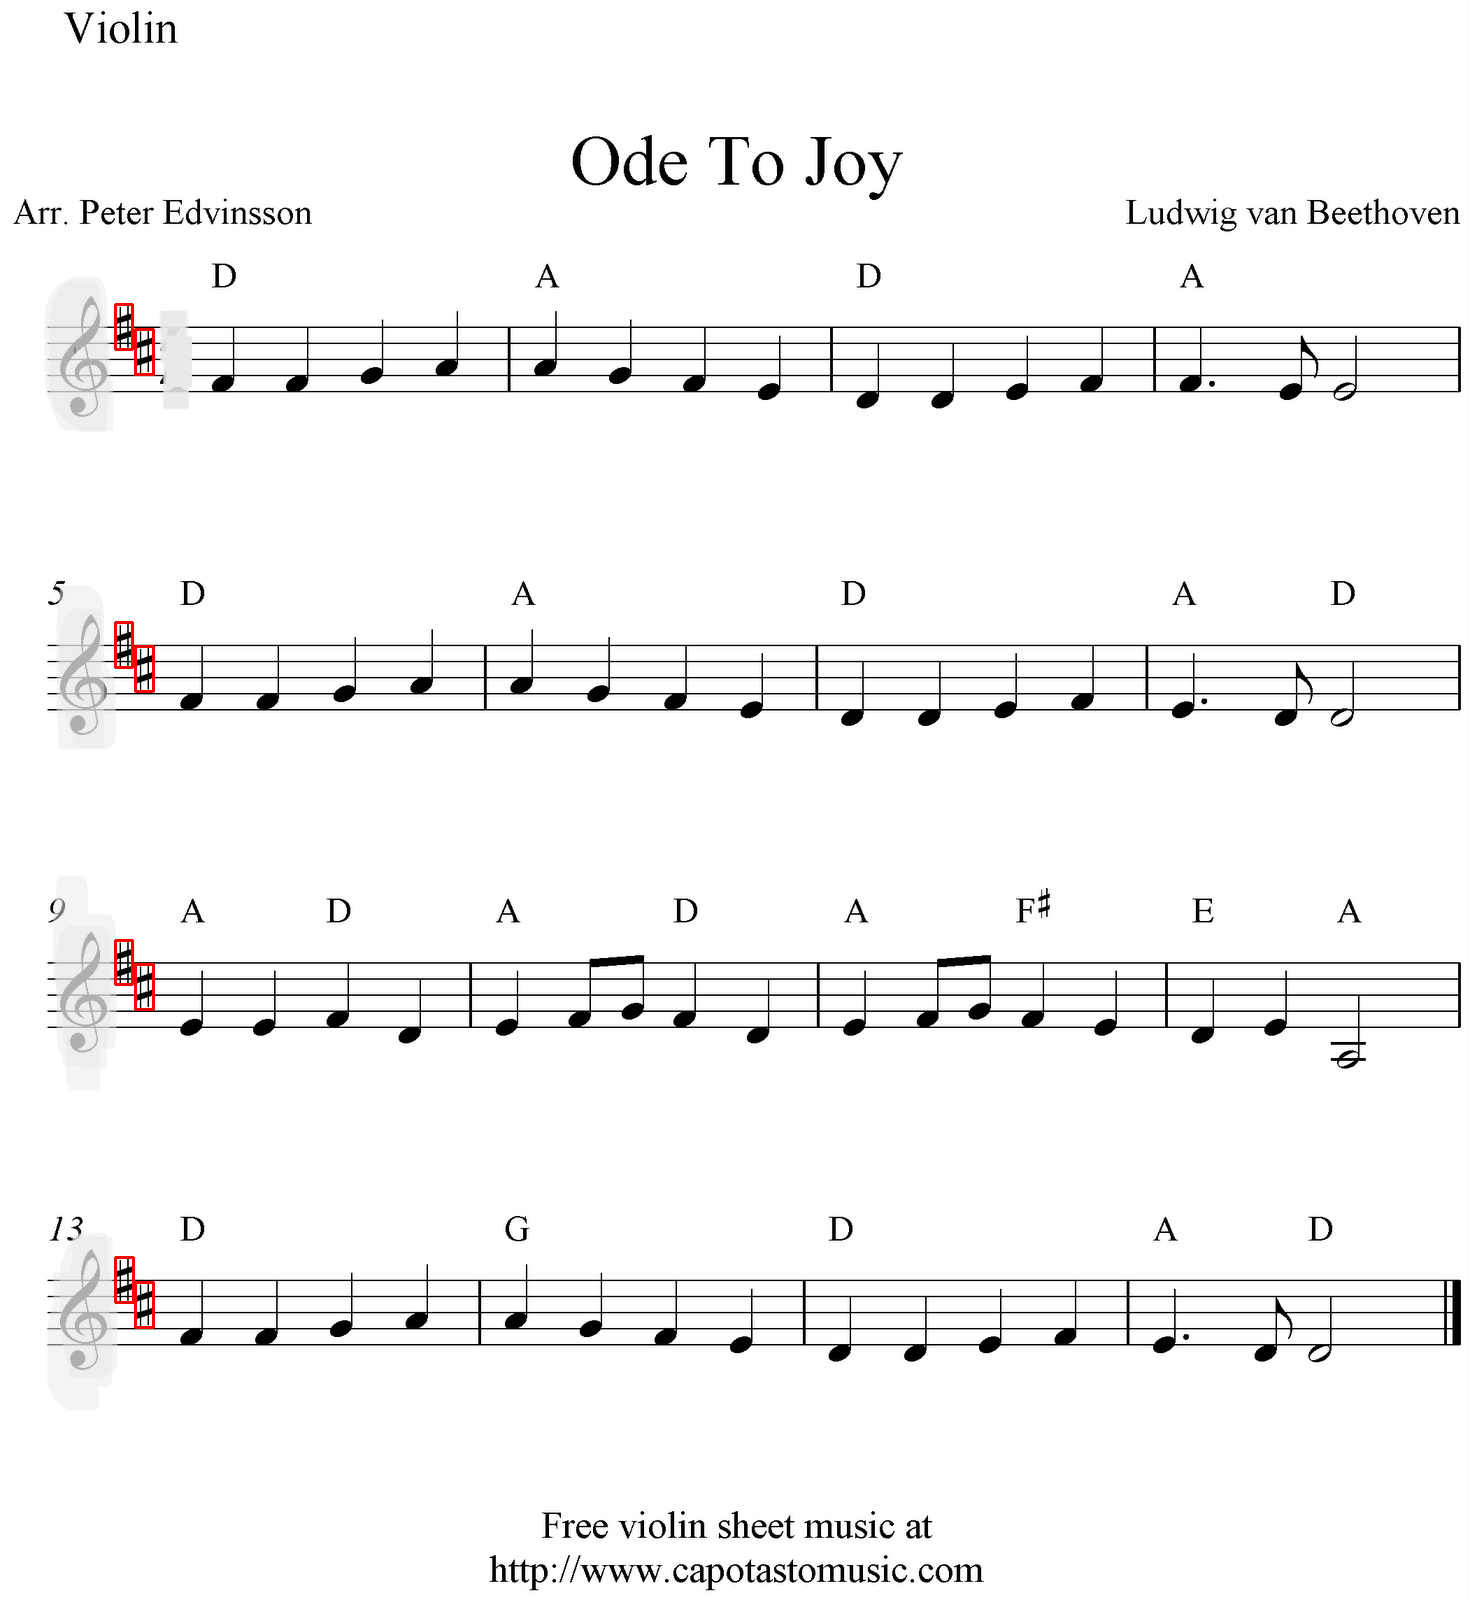 Violin
Ode To Joy
Arr. Peter Edvinsson
Ludwig van Beethoven
D A D A
5
D A D A D
9
A D A D A F♯ E A
13
D G D A D
Free violin sheet music at
http://www.capotastomusic.com